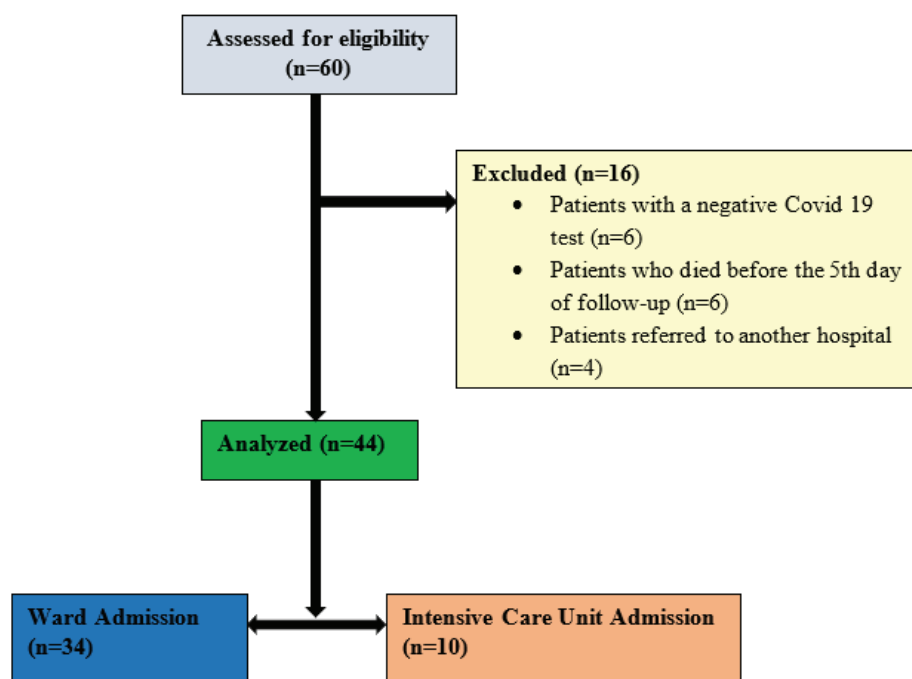 Assessed for eligibility
(n=60)
Excluded (n=16)
• Patients with a negative Covid 19
test (n=6)
• Patients who died before the 5th day
of follow-up (n=6)
• Patients referred to another hospital
(n=4)
Analyzed (n=44)
Ward Admission
(n=34)
Intensive Care Unit Admission
(n=10)